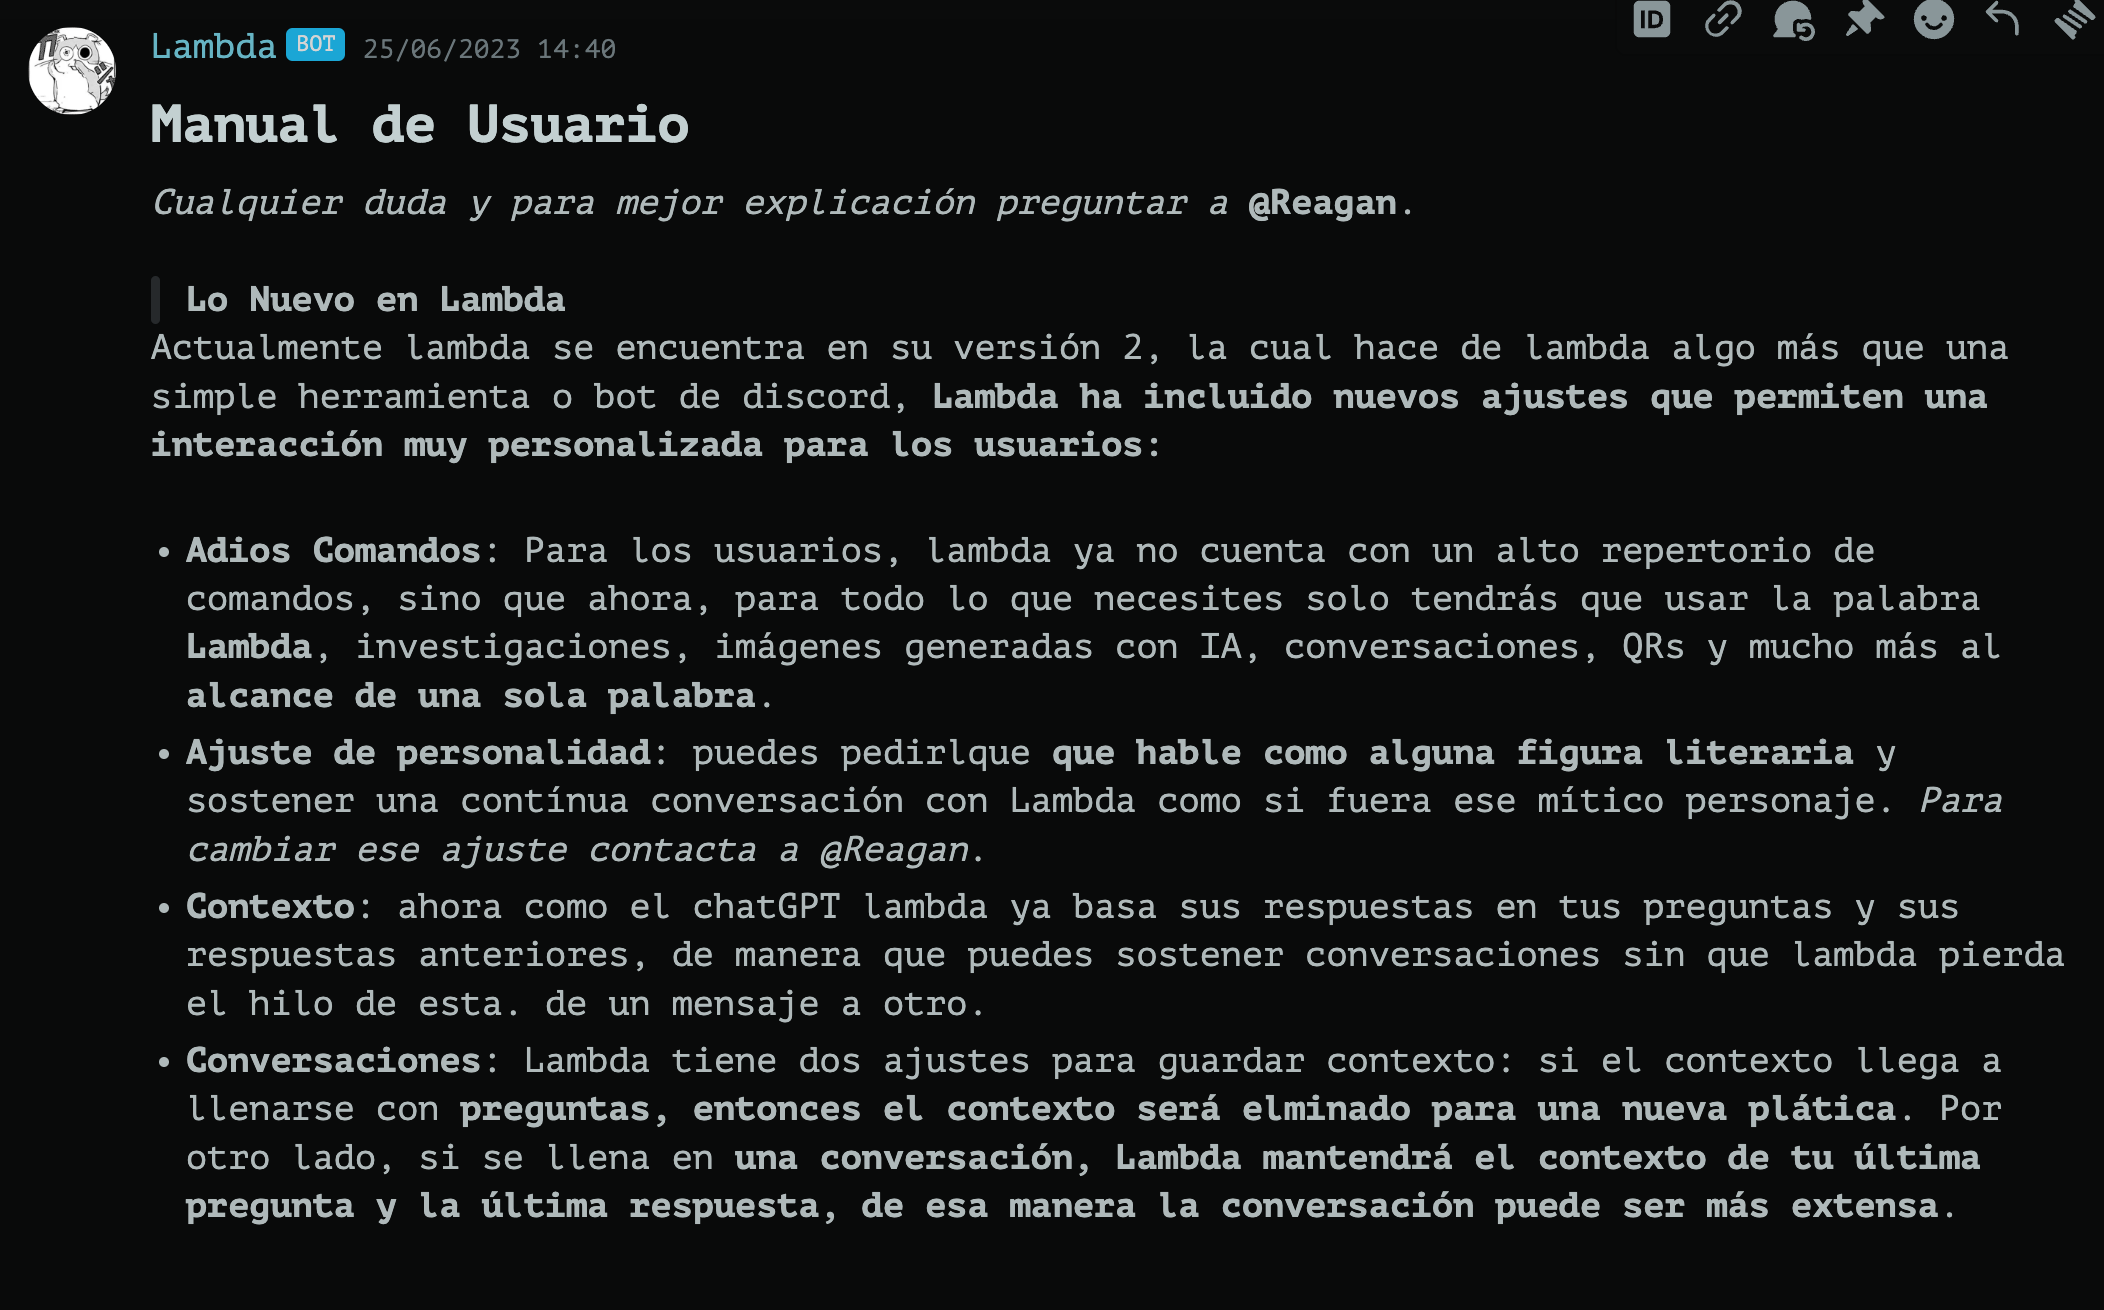 Lambda BOT 25/06/2023 14:40
ID
Manual de Usuario
Cualquier duda y para mejor explicación preguntar a @Reagan.
Lo Nuevo en Lambda
Actualmente lambda se encuentra en su versión 2, la cual hace de lambda algo más que una
simple herramienta o bot de discord, Lambda ha incluido nuevos ajustes que permiten una
interacción muy personalizada para los usuarios:
• Adios Comandos: Para los usuarios, lambda ya no cuenta con un alto repertorio de
comandos, sino que ahora, para todo lo que necesites solo tendrás que usar la palabra
Lambda, investigaciones, imágenes generadas con IA, conversaciones, QRs y mucho más al
alcance de una sola palabra.
• Ajuste de personalidad: puedes pedirlque que hable como alguna figura literaria y
sostener una contínua conversación con Lambda como si fuera ese mítico personaje. Para
cambiar ese ajuste contacta a @Reagan.
• Contexto: ahora como el chatGPT lambda ya basa sus respuestas en tus preguntas y sus
respuestas anteriores, de manera que puedes sostener conversaciones sin que lambda pierda
el hilo de esta. de un mensaje a otro.
• Conversaciones: Lambda tiene dos ajustes para guardar contexto: si el contexto llega a
llenarse con preguntas, entonces el contexto será elminado para una nueva plática. Por
otro lado, si se llena en una conversación, Lambda mantendrá el contexto de tu última
pregunta y la última respuesta, de esa manera la conversación puede ser más extensa.